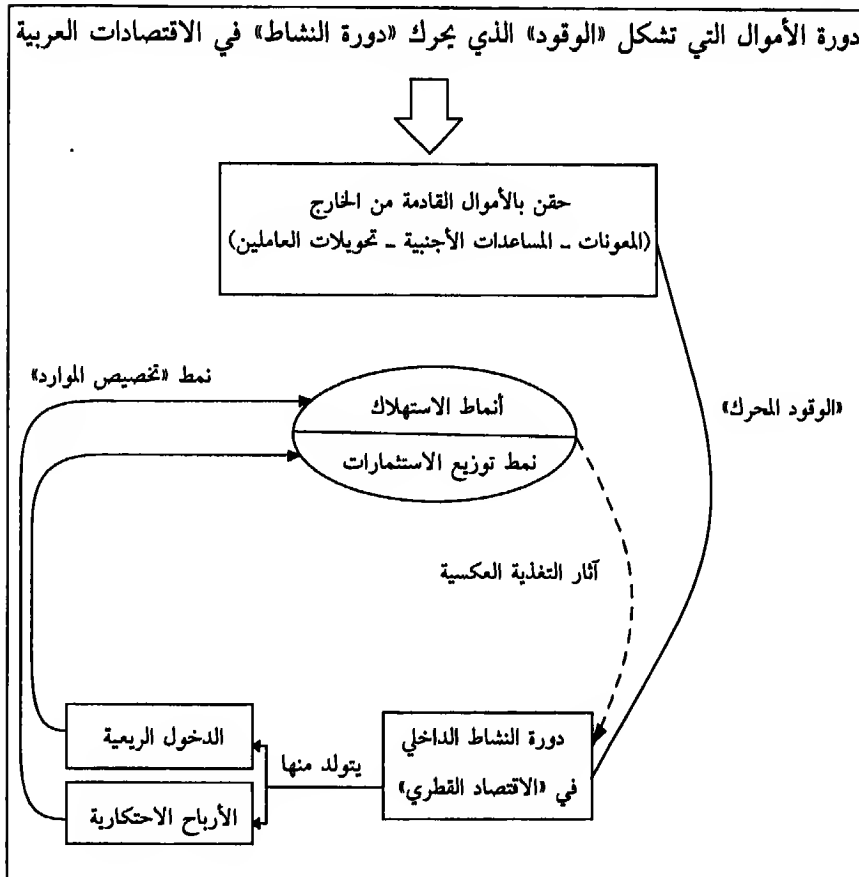 دورة الأموال التي تشكل «الوقود» الذي يحرك «دورة النشاط» في الاقتصادات العربية
حقن بالأموال القادمة من الخارج
(المعونات ـ المساعدات الأجنبية ـ تحويلات العاملين)
نمط «تخصيص الموارد»
أنماط الاستهلاك
«الوقود المحرك»
نمط توزيع الاستثمارات
آثار التغذية العكسية
دورة النشاط الداخلي
في «الاقتصاد القطري»
يتولد منها
الدخول الريعية
الأرباح الاحتكارية